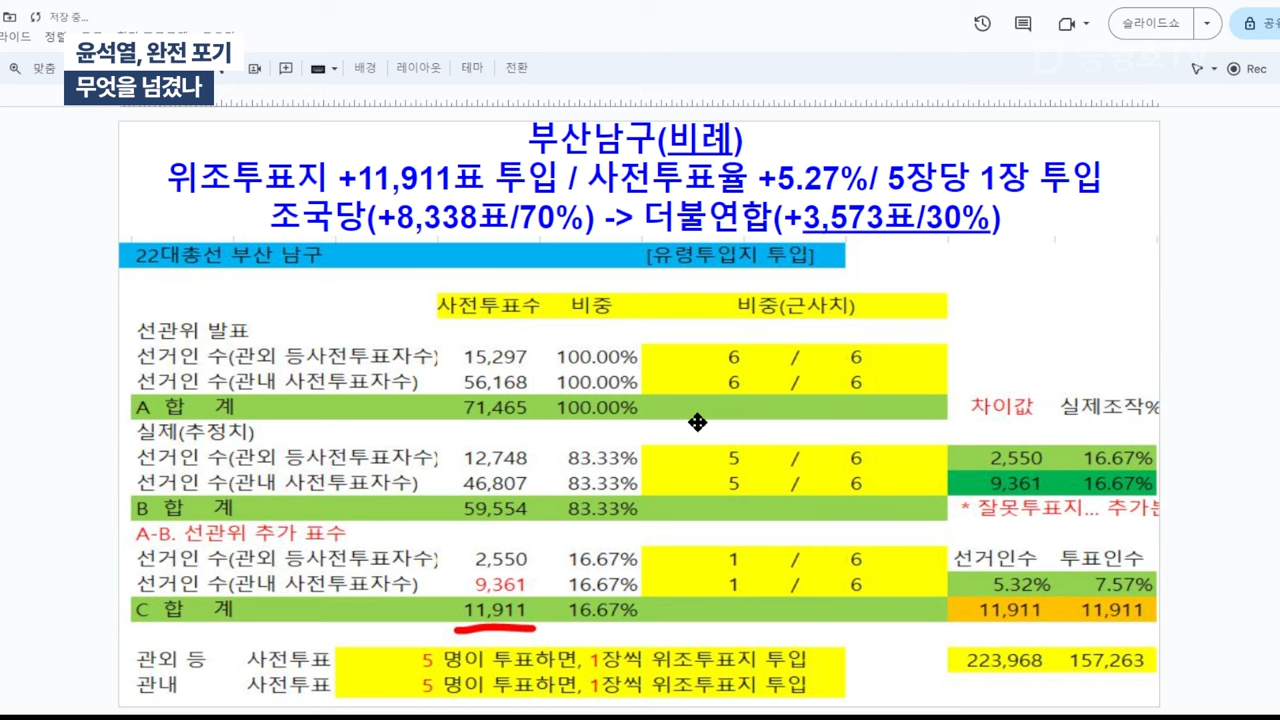 저장 중...
윤석열, 완전 포기
무엇을 넘겼나
슬라이드쇼
맞춤
배경
레이아웃
테마
전환
Rec
부산남구(비례)
위조투표지 +11,911표 투입 / 사전투표율 +5.27%/ 5장당 1장 투입
조국당(+8,338표/70%) -> 더불연합(+3,573표/30%)
22대총선 부산 남구 [유령투입지 투입]
사전투표수 비중 비중(근사치)
선관위 발표
선거인 수(관외 등사전투표자수) 15,297 100.00% 6 / 6
선거인 수(관내 사전투표자수) 56,168 100.00% 6 / 6
A 합 계 71,465 100.00% 차이값 실제조작%
실제(추정치)
선거인 수(관외 등사전투표자수) 12,748 83.33% 5 / 6 2,550 16.67%
선거인 수(관내 사전투표자수) 46,807 83.33% 5 / 6 9,361 16.67%
B 합 계 59,554 83.33% * 잘못투표지... 추가분
A-B. 선관위 추가 표수
선거인 수(관외 등사전투표자수) 2,550 16.67% 1 / 6 선거인수 투표인수
선거인 수(관내 사전투표자수) 9,361 16.67% 1 / 6 5.32% 7.57%
C 합 계 11,911 16.67% 11,911 11,911
관외 등 사전투표 5 명이 투표하면, 1장씩 위조투표지 투입 223,968 157,263
관내 사전투표 5 명이 투표하면, 1장씩 위조투표지 투입